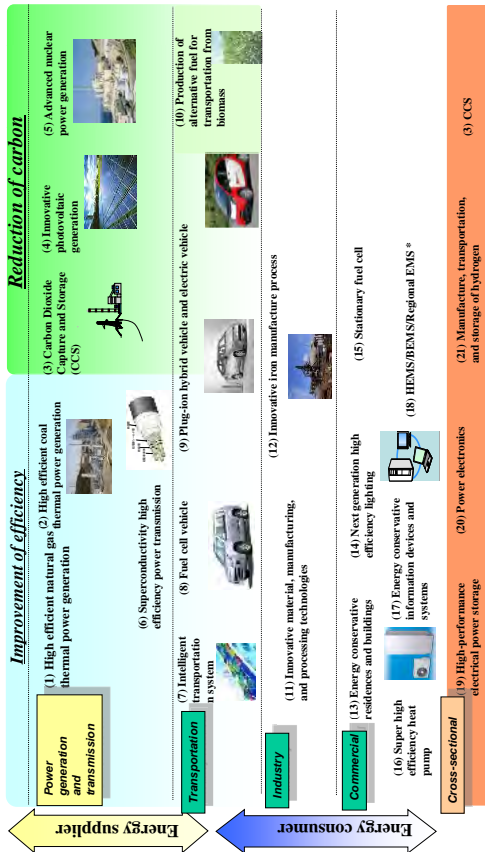 Improvement of efficiency
Reduction of carbon
Energy supplier
Energy consumer
Power
generation
and
transmission
(1) High efficient natural gas
thermal power generation
(2) High efficient coal
thermal power generation
(3) Carbon Dioxide
Capture and Storage
(CCS)
(4) Innovative
photovoltaic
generation
(5) Advanced nuclear
power generation
(6) Superconductivity high
efficiency power transmission
Transportation
(7) Intelligent
transportatio
n system
(8) Fuel cell vehicle
(9) Plug-ion hybrid vehicle and electric vehicle
(10) Production of
alternative fuel for
transportation from
biomass
Industry
(11) Innovative material, manufacturing,
and processing technologies
(12) Innovative iron manufacture process
Commercial
(13) Energy conservative
residences and buildings
(14) Next generation high
efficiency lighting
(15) Stationary fuel cell
(16) Super high
efficiency heat
pump
(17) Energy conservative
information devices and
systems
(18) HEMS/BEMS/Regional EMS *
Cross-sectional
(19) High-performance
electrical power storage
(20) Power electronics
(21) Manufacture, transportation,
and storage of hydrogen
(3) CCS